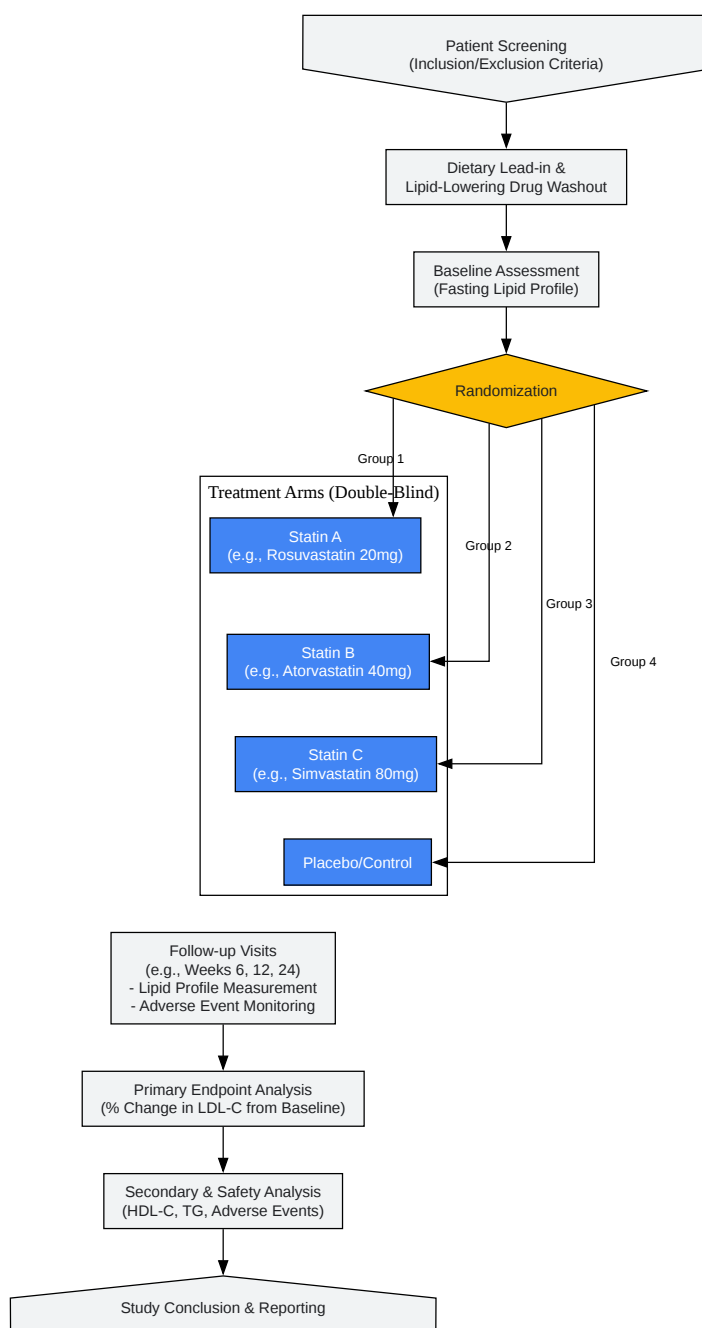 Patient Screening
(Inclusion/Exclusion Criteria)
Dietary Lead-in &
Lipid-Lowering Drug Washout
Baseline Assessment
(Fasting Lipid Profile)
Randomization
Group 1
Treatment Arms (Double-Blind)
Statin A
(e.g., Rosuvastatin 20mg)
Group 2
Group 3
Statin B
(e.g., Atorvastatin 40mg)
Group 4
Statin C
(e.g., Simvastatin 80mg)
Placebo/Control
Follow-up Visits
(e.g., Weeks 6, 12, 24)
- Lipid Profile Measurement
- Adverse Event Monitoring
Primary Endpoint Analysis
(% Change in LDL-C from Baseline)
Secondary & Safety Analysis
(HDL-C, TG, Adverse Events)
Study Conclusion & Reporting